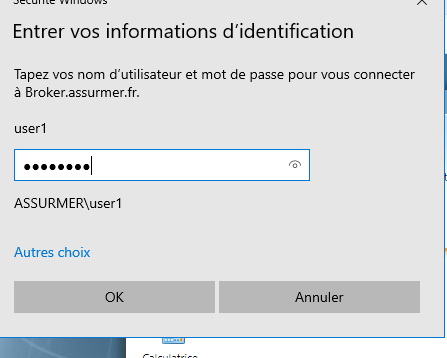 Sécurité Windows
Entrer vos informations d'identification
Tapez vos nom d'utilisateur et mot de passe pour vous connecter
à Broker.assurmer.fr.
user1
●●●●●●●●
ASSURMER\user1
Autres choix
OK
Annuler
Calculatrice